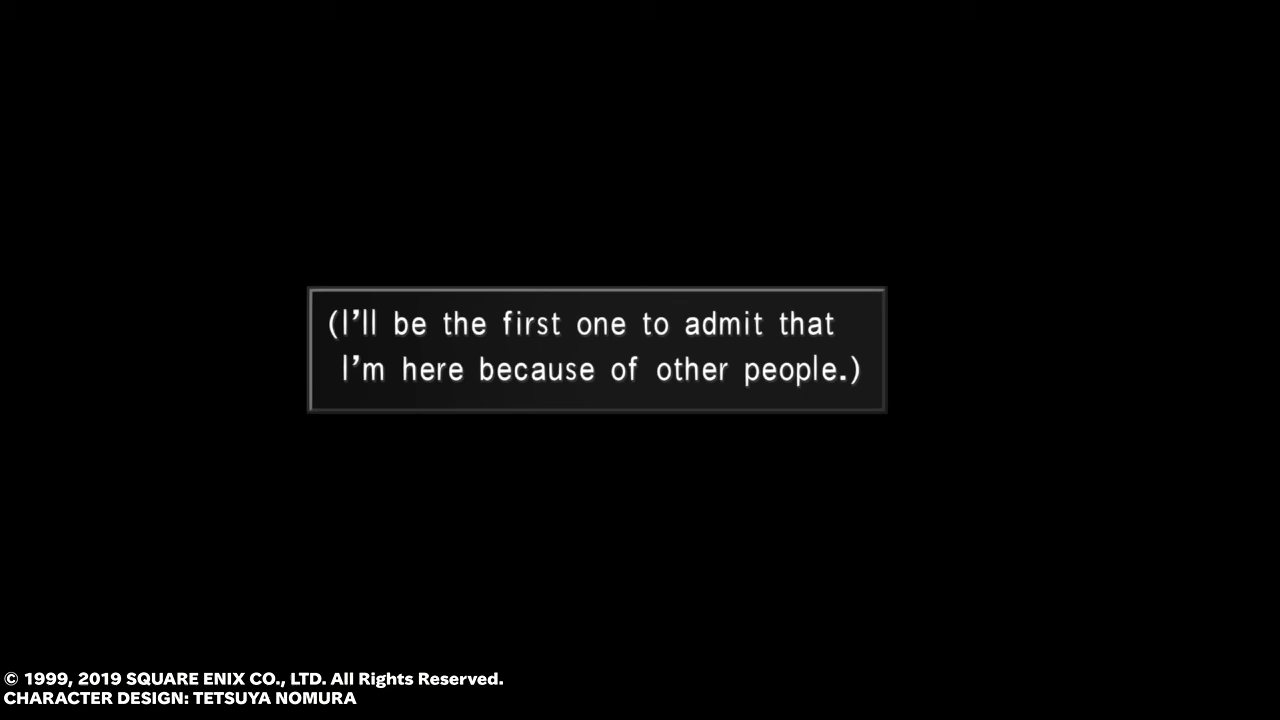 (I'll be the first one to admit that
I'm here because of other people.)
© 1999, 2019 SQUARE ENIX CO., LTD. All Rights Reserved.
CHARACTER DESIGN: TETSUYA NOMURA